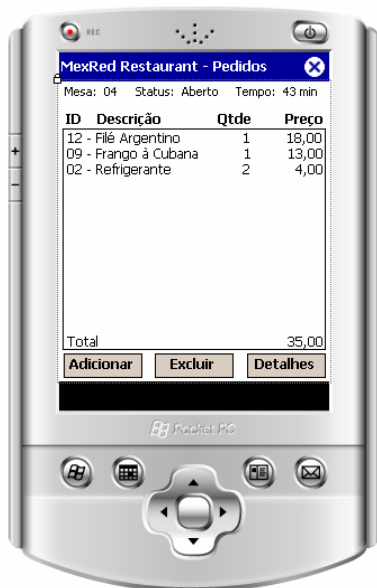 REC
MexRed Restaurant - Pedidos
Mesa: 04 Status: Aberto Tempo: 43 min
ID Descrição Qtde Preço
12 - Filé Argentino 1 18,00
09 - Frango à Cubana 1 13,00
02 - Refrigerante 2 4,00
Total 35,00
Adicionar Excluir Detalhes
Pocket PC